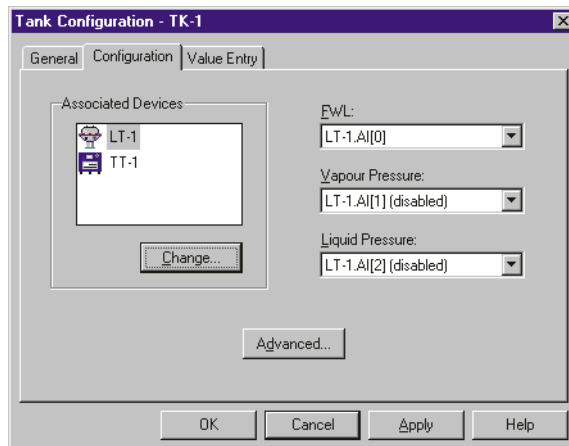 Tank Configuration - TK-1
General Configuration Value Entry
Associated Devices
LT-1
TT-1
Change...
FWL:
LT-1.AI[0]
Vapour Pressure:
LT-1.AI[1] (disabled)
Liquid Pressure:
LT-1.AI[2] (disabled)
Advanced...
OK Cancel Apply Help